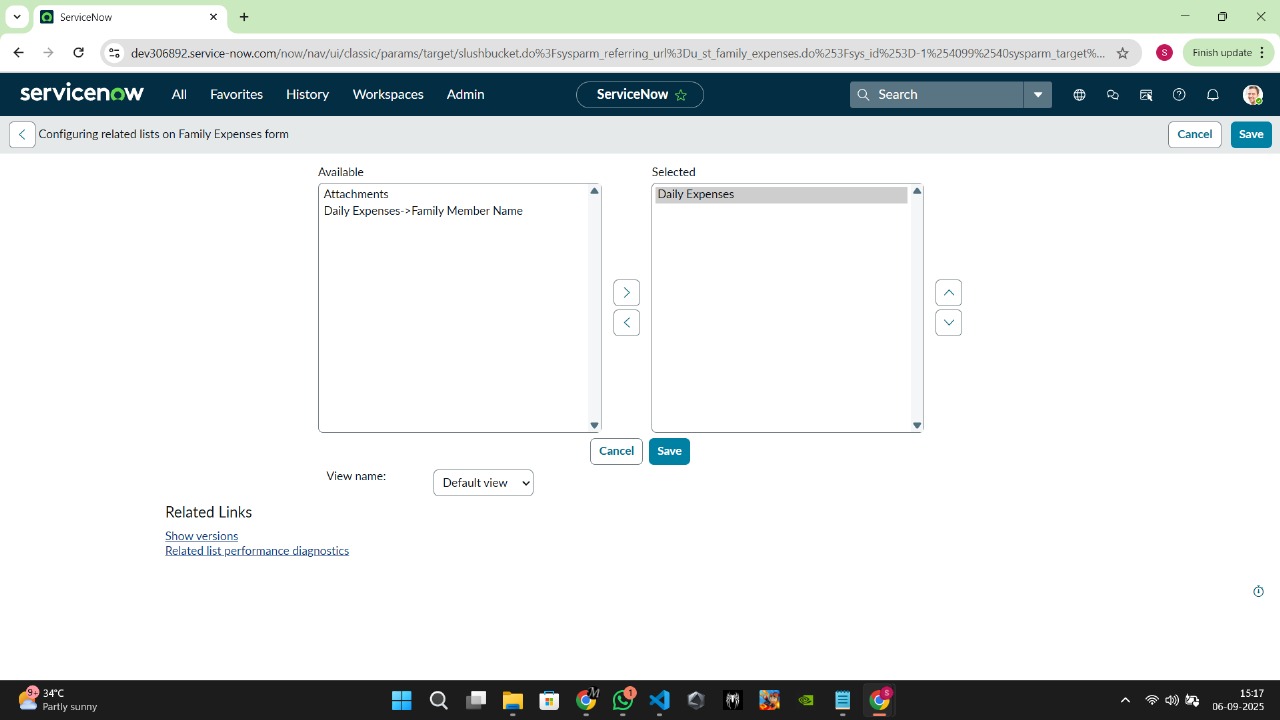 ServiceNow
dev306892.service-now.com/now/nav/ui/classic/params/target/slushbucket.do%3Fsysparm_referring_url%3Du_st_family_expenses.do%253Fsys_id%253D-1%254099%2540sysparm_target%...
S
Finish update
servicenow
All
Favorites
History
Workspaces
Admin
ServiceNow
Search
Configuring related lists on Family Expenses form
Cancel
Save
Available
Selected
Attachments
Daily Expenses->Family Member Name
Daily Expenses
Cancel
Save
View name:
Default view
Related Links
Show versions
Related list performance diagnostics
9+
34°C
Partly sunny
M
1
S
15:17
06-09-2025